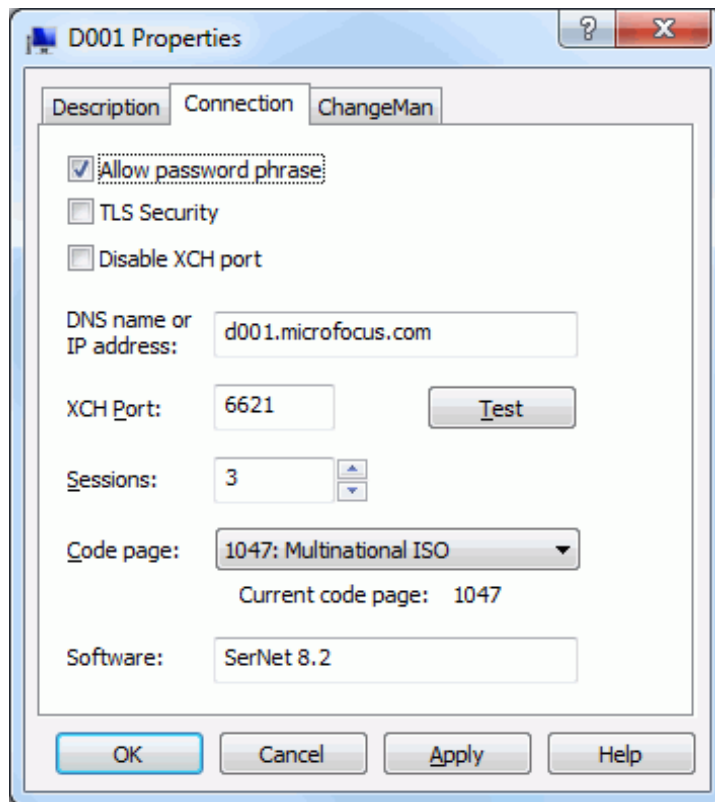 D001 Properties
Description Connection ChangeMan
Allow password phrase
TLS Security
Disable XCH port
DNS name or
IP address: d001.microfocus.com
XCH Port: 6621 Test
Sessions: 3
Code page: 1047: Multinational ISO
Current code page: 1047
Software: SerNet 8.2
OK Cancel Apply Help